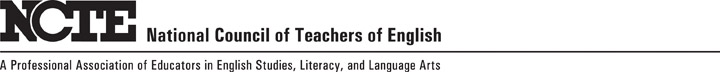 NCTE National Council of Teachers of English
A Professional Association of Educators in English Studies, Literacy, and Language Arts